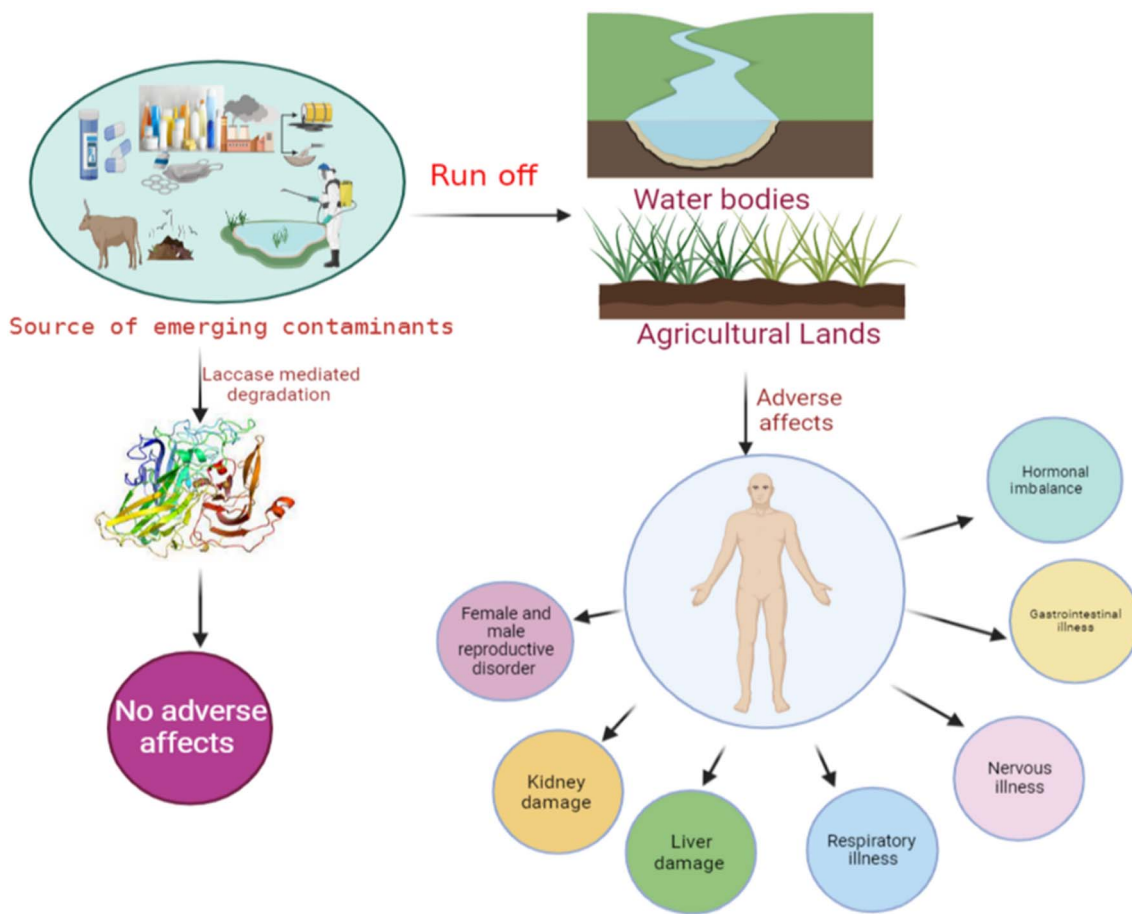 Run off
Water bodies
Agricultural Lands
Source of emerging contaminants
Laccase mediated
degradation
No adverse
affects
Adverse
affects
Hormonal
imbalance
Gastrointestinal
illness
Nervous
illness
Respiratory
illness
Liver
damage
Kidney
damage
Female and
male
reproductive
disorder